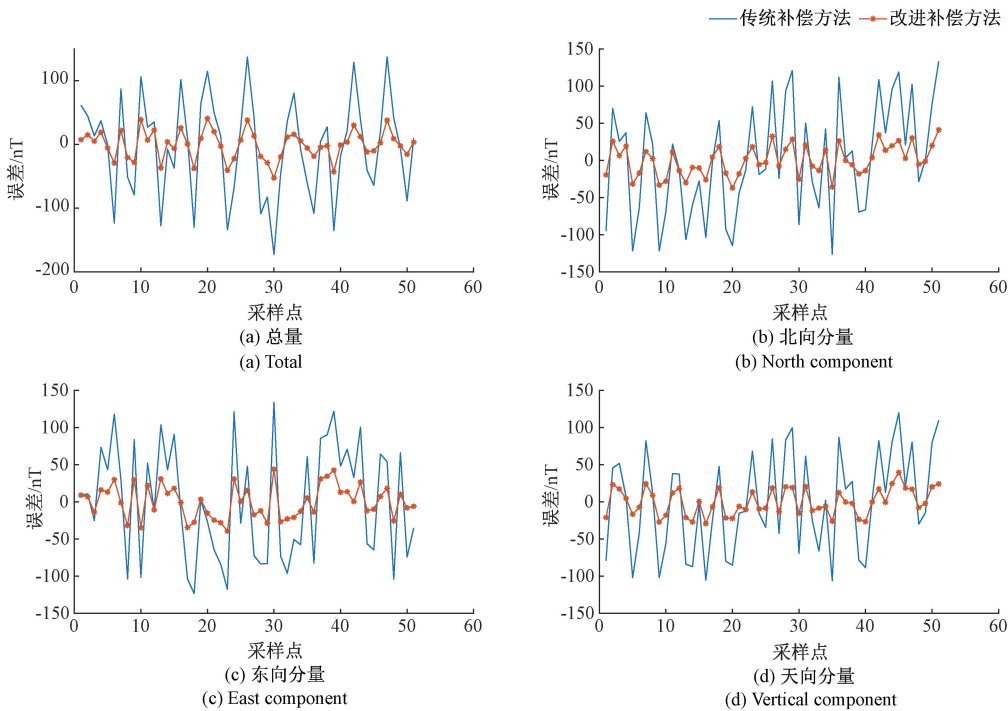 传统补偿方法 改进补偿方法
100
0
-100
-200
误差/nT
0 10 20 30 40 50 60
采样点
(a) 总量
(a) Total
150
100
50
0
-50
-100
-150
误差/nT
0 10 20 30 40 50 60
采样点
(b) 北向分量
(b) North component
150
100
50
0
-50
-100
-150
误差/nT
0 10 20 30 40 50 60
采样点
(c) 东向分量
(c) East component
150
100
50
0
-50
-100
-150
误差/nT
0 10 20 30 40 50 60
采样点
(d) 天向分量
(d) Vertical component